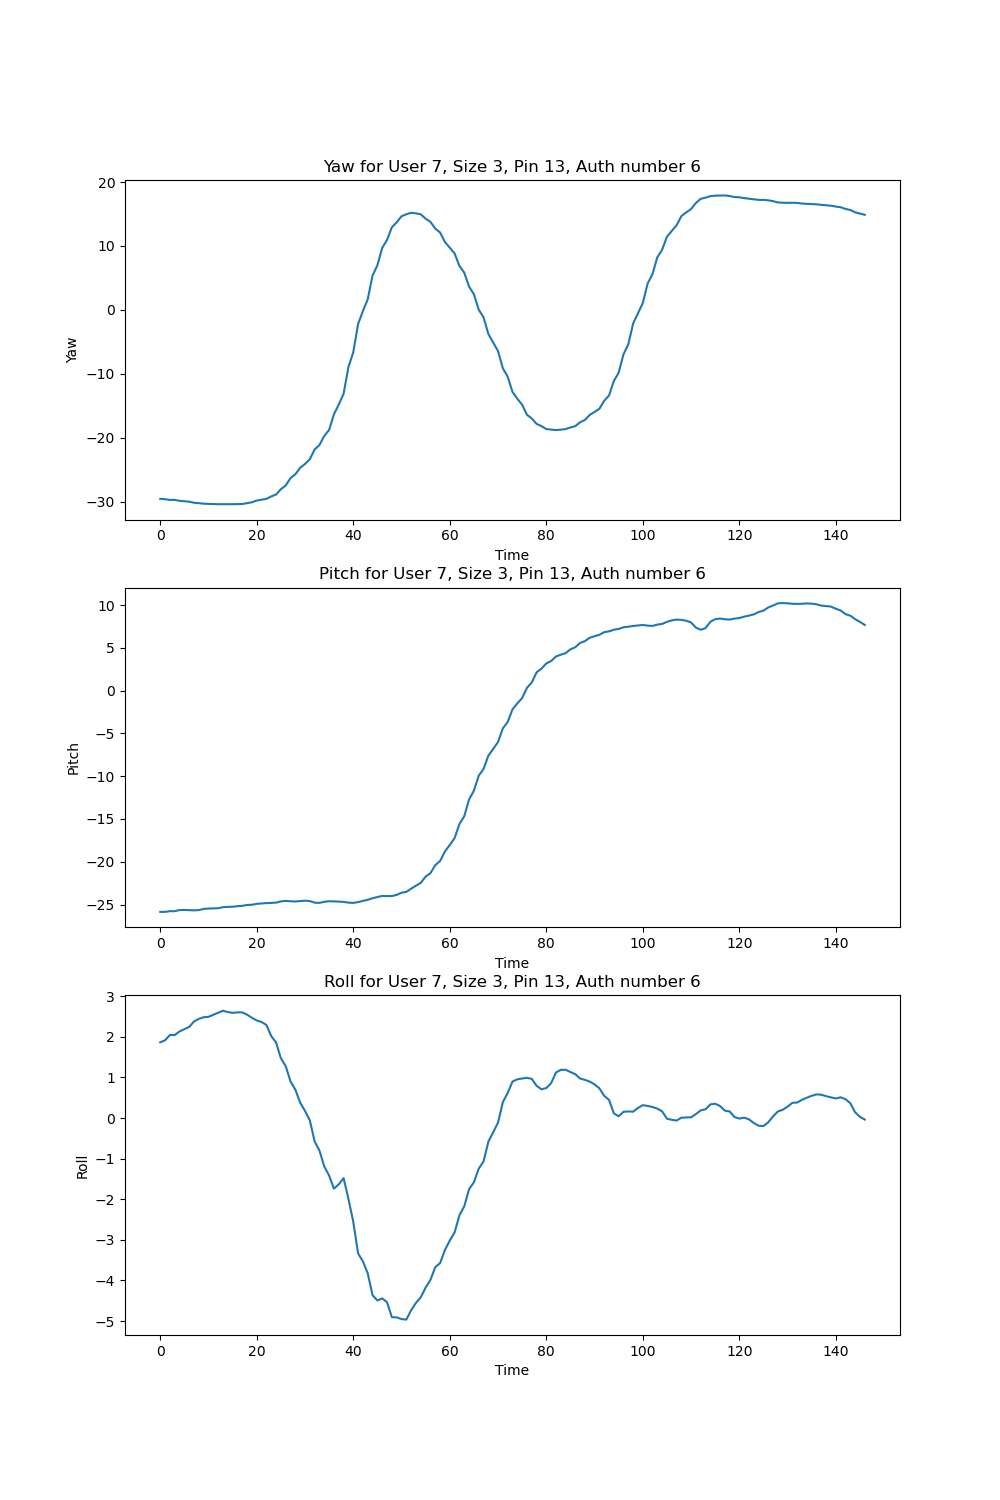 Yaw for User 7, Size 3, Pin 13, Auth number 6
20
10
0
−10
−20
−30
Yaw
0 20 40 60 80 100 120 140
Time
Pitch for User 7, Size 3, Pin 13, Auth number 6
10
5
0
−5
−10
−15
−20
−25
Pitch
0 20 40 60 80 100 120 140
Time
Roll for User 7, Size 3, Pin 13, Auth number 6
3
2
1
0
−1
−2
−3
−4
−5
Roll
0 20 40 60 80 100 120 140
Time